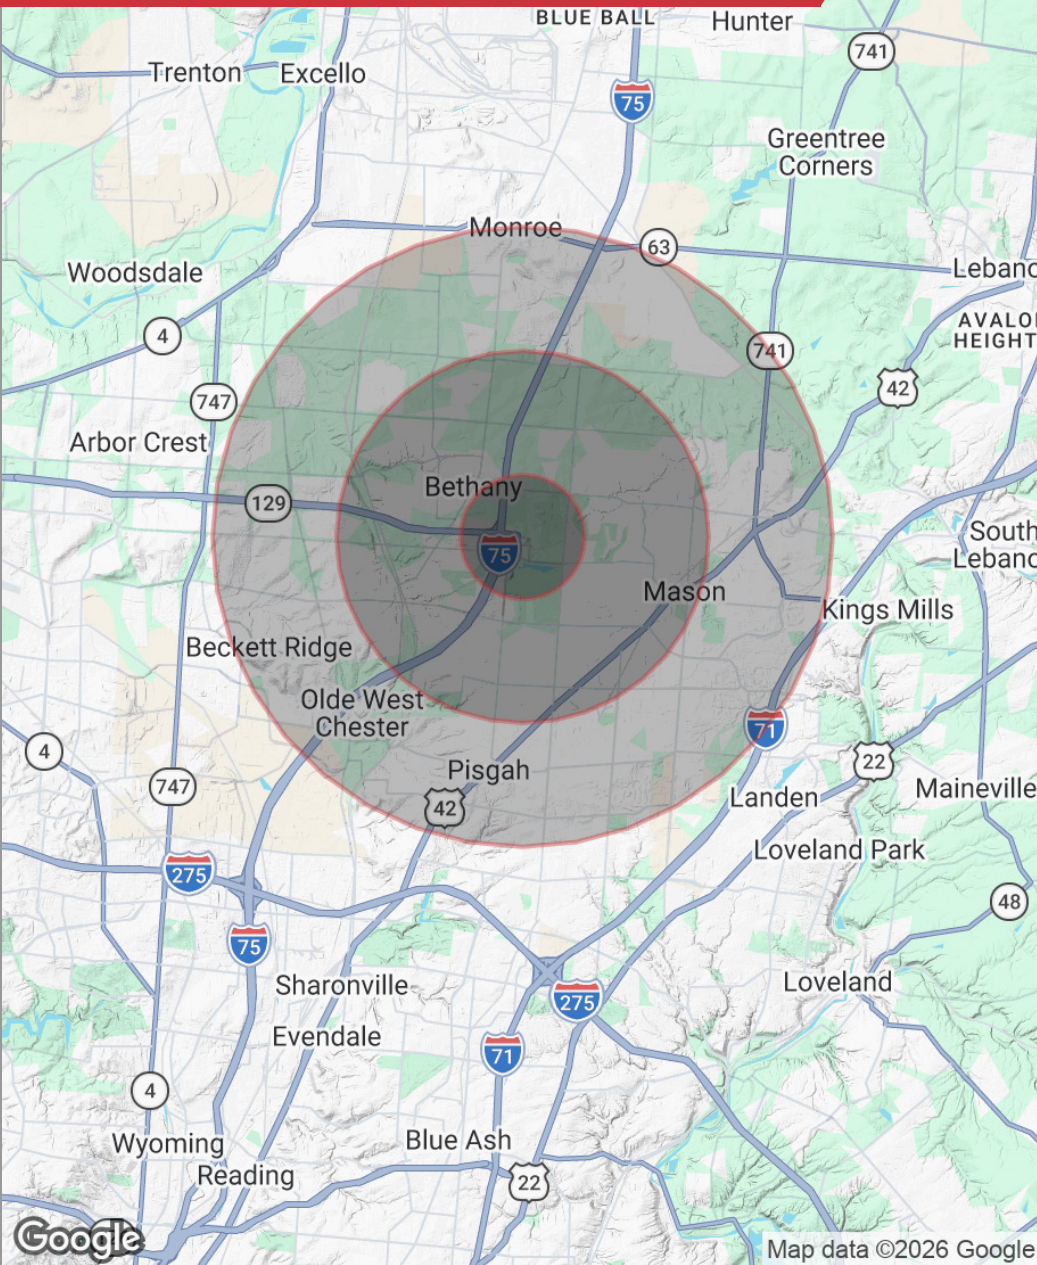 BLUE BALL
Hunter
741
Trenton
Excello
75
Greentree
Corners
Monroe
63
Woodsdale
Lebano
4
AVALO
HEIGHT
741
42
747
Arbor Crest
Bethany
129
South
Lebano
75
Mason
Kings Mills
Beckett Ridge
Olde West
Chester
71
4
22
Pisgah
747
Maineville
Landen
42
Loveland Park
275
48
75
Loveland
Sharonville
275
Evendale
71
4
Blue Ash
Wyoming
Reading
22
Google
Map data ©2026 Google